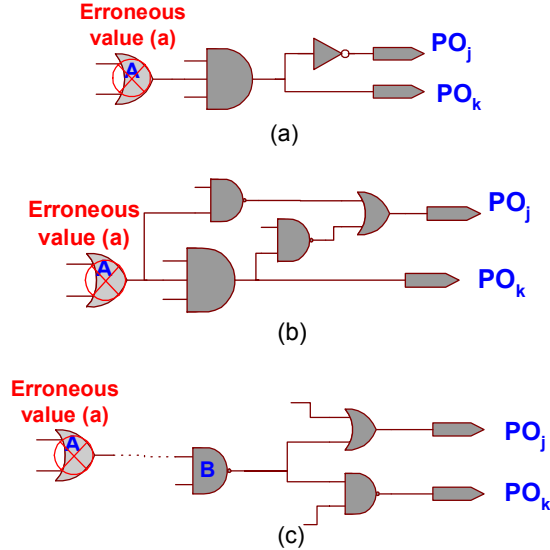 Erroneous
value (a)
A
POj
POk
(a)
Erroneous
value (a)
A
POj
POk
(b)
Erroneous
value (a)
A
B
POj
POk
(c)